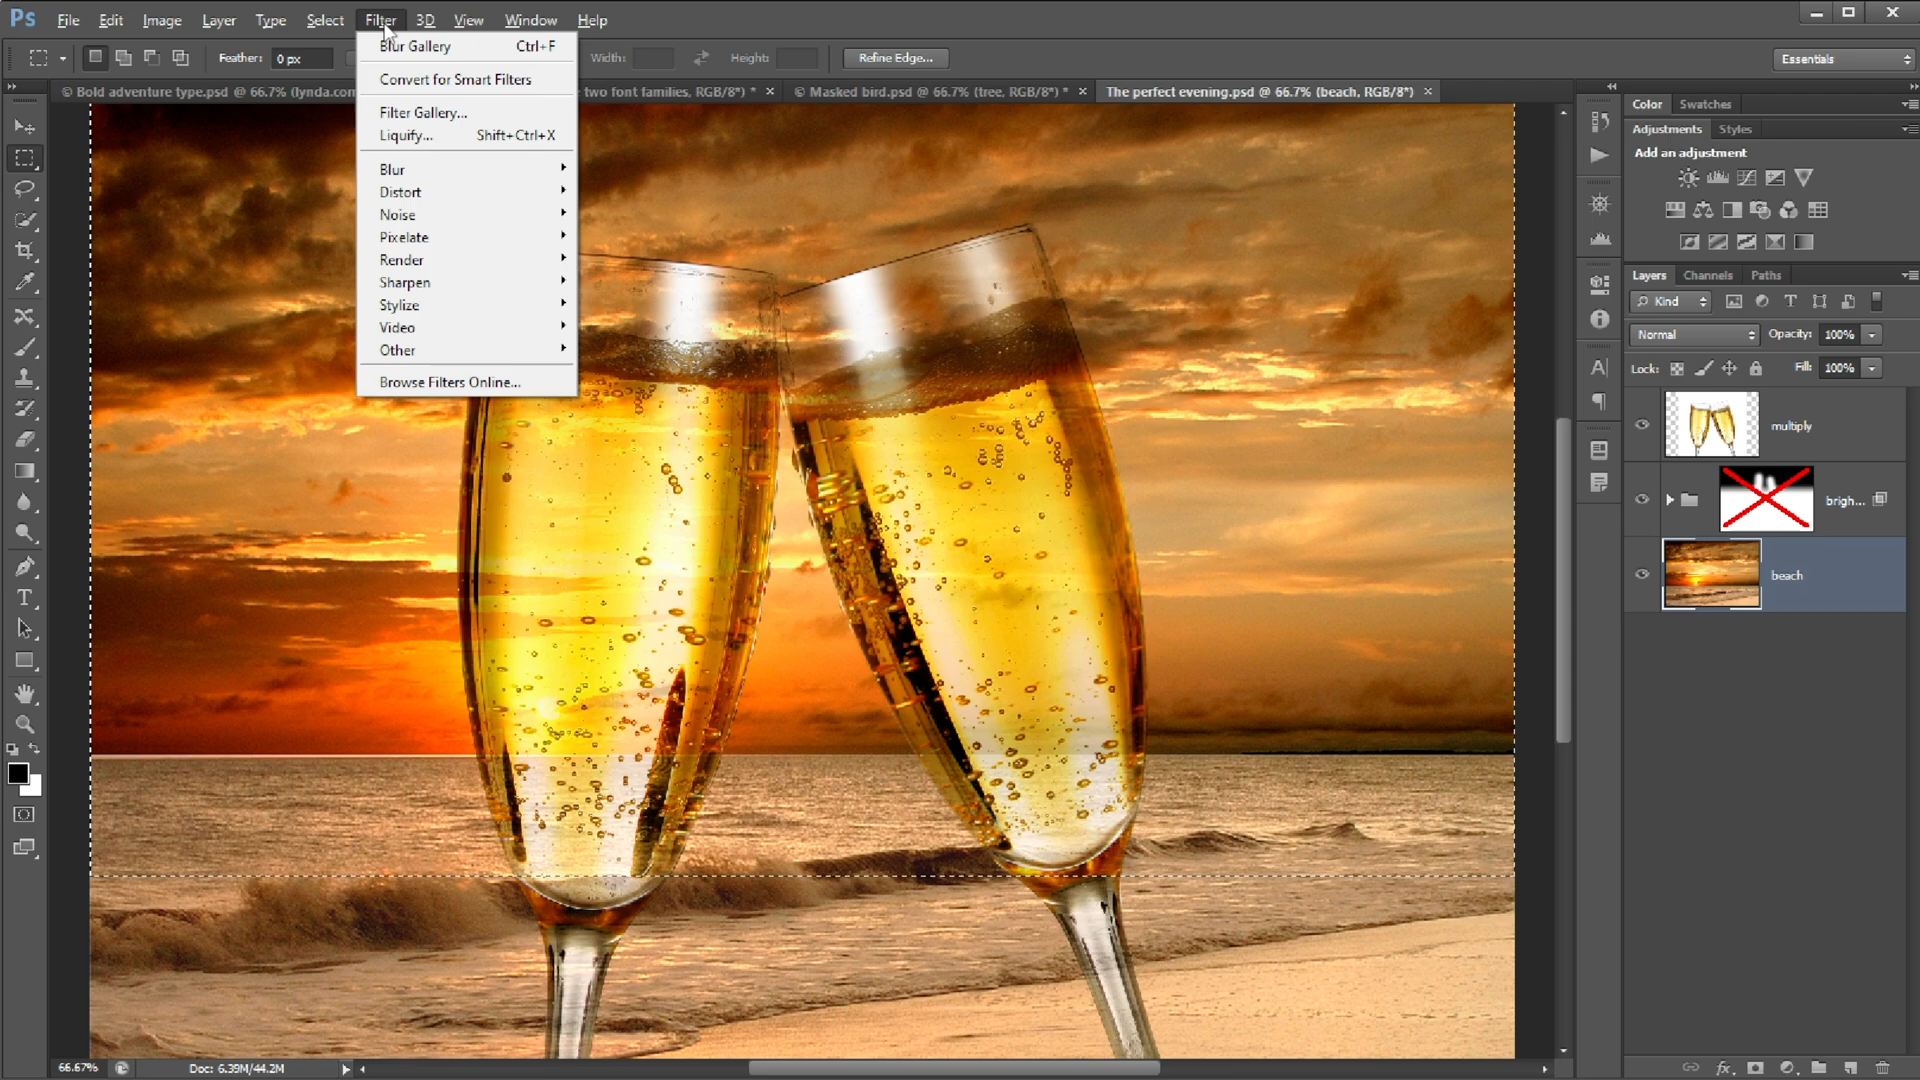 Ps File Edit Image Layer Type Select Filter 3D View Window Help
Feather: 0 px Width: Height: Refine Edge... Essentials
© Bold adventure type.psd @ 66.7% (lynda.com two font families, RGB/8*) * × © Masked bird.psd @ 66.7% (tree, RGB/8*) * × The perfect evening.psd @ 66.7% (beach, RGB/8*) ×
Blur Gallery Ctrl+F
Convert for Smart Filters
Filter Gallery...
Liquify... Shift+Ctrl+X
Blur
Distort
Noise
Pixelate
Render
Sharpen
Stylize
Video
Other
Browse Filters Online...
Color Swatches
Adjustments Styles
Add an adjustment
Layers Channels Paths
Kind
Normal Opacity: 100%
Lock: Fill: 100%
multiply
brigh...
beach
66.67% Doc: 6.39M/44.2M